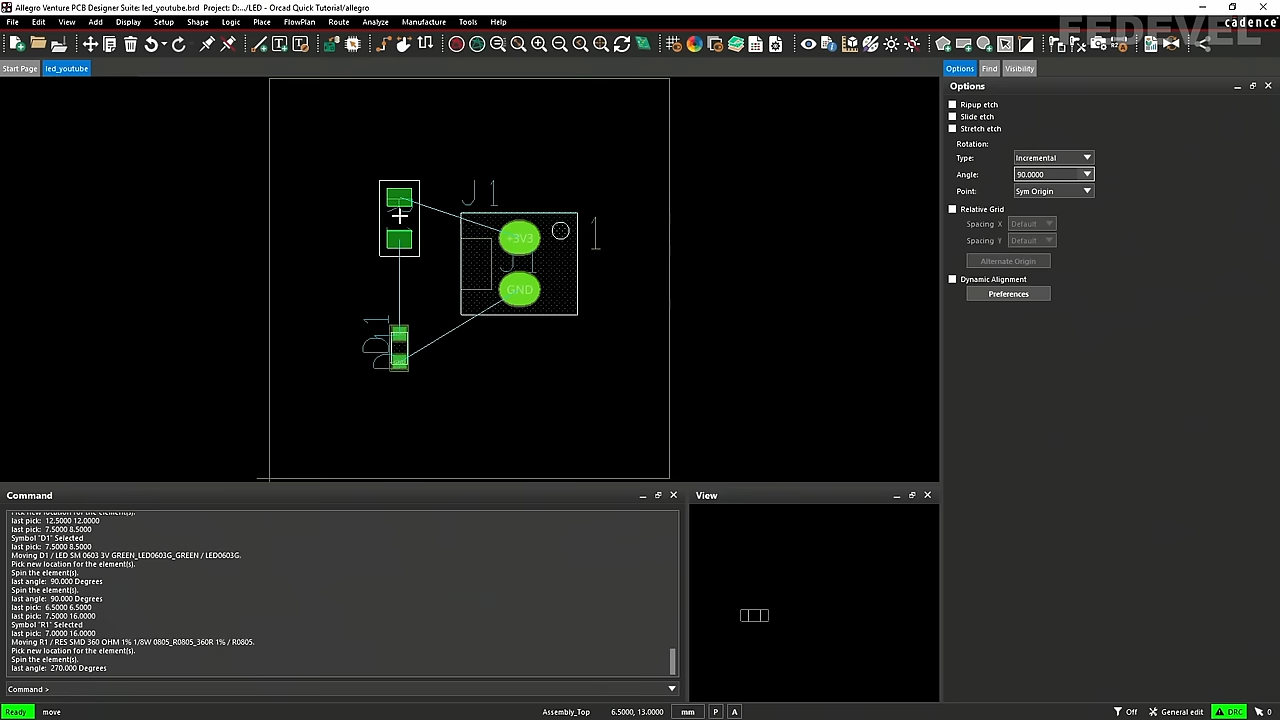 Allegro Venture PCB Designer Suite: led_youtube.brd Project: D:.../LED - Orcad Quick Tutorial/allegro
File Edit View Add Display Setup Shape Logic Place FlowPlan Route Analyze Manufacture Tools Help
cadence
FEDEVEL
Start Page led_youtube
Options Find Visibility
Options
Ripup etch
Slide etch
Stretch etch
Rotation:
Type: Incremental
Angle: 90.0000
Point: Sym Origin
Relative Grid
Spacing X Default
Spacing Y Default
Alternate Origin
Dynamic Alignment
Preferences
J1
1
+3V3
J1
GND
Command
Pick new location for the element(s).
last pick: 12.5000 12.0000
last pick: 7.5000 8.5000
Symbol "D1" Selected
last pick: 7.5000 8.5000
Moving D1 / LED SM 0603 3V GREEN_LED0603G_GREEN / LED0603G.
Pick new location for the element(s).
Spin the element(s).
last angle: 90.000 Degrees
Spin the element(s).
last angle: 90.000 Degrees
last pick: 6.5000 6.5000
last pick: 7.5000 16.0000
Symbol "R1" Selected
last pick: 7.0000 16.0000
Moving R1 / RES SMD 360 OHM 1% 1/8W 0805_R0805_360R 1% / R0805.
Pick new location for the element(s).
Spin the element(s).
last angle: 270.000 Degrees
Command >
View
Ready move Assembly_Top 6.5000, 13.0000 mm P A Off General edit DRC 0